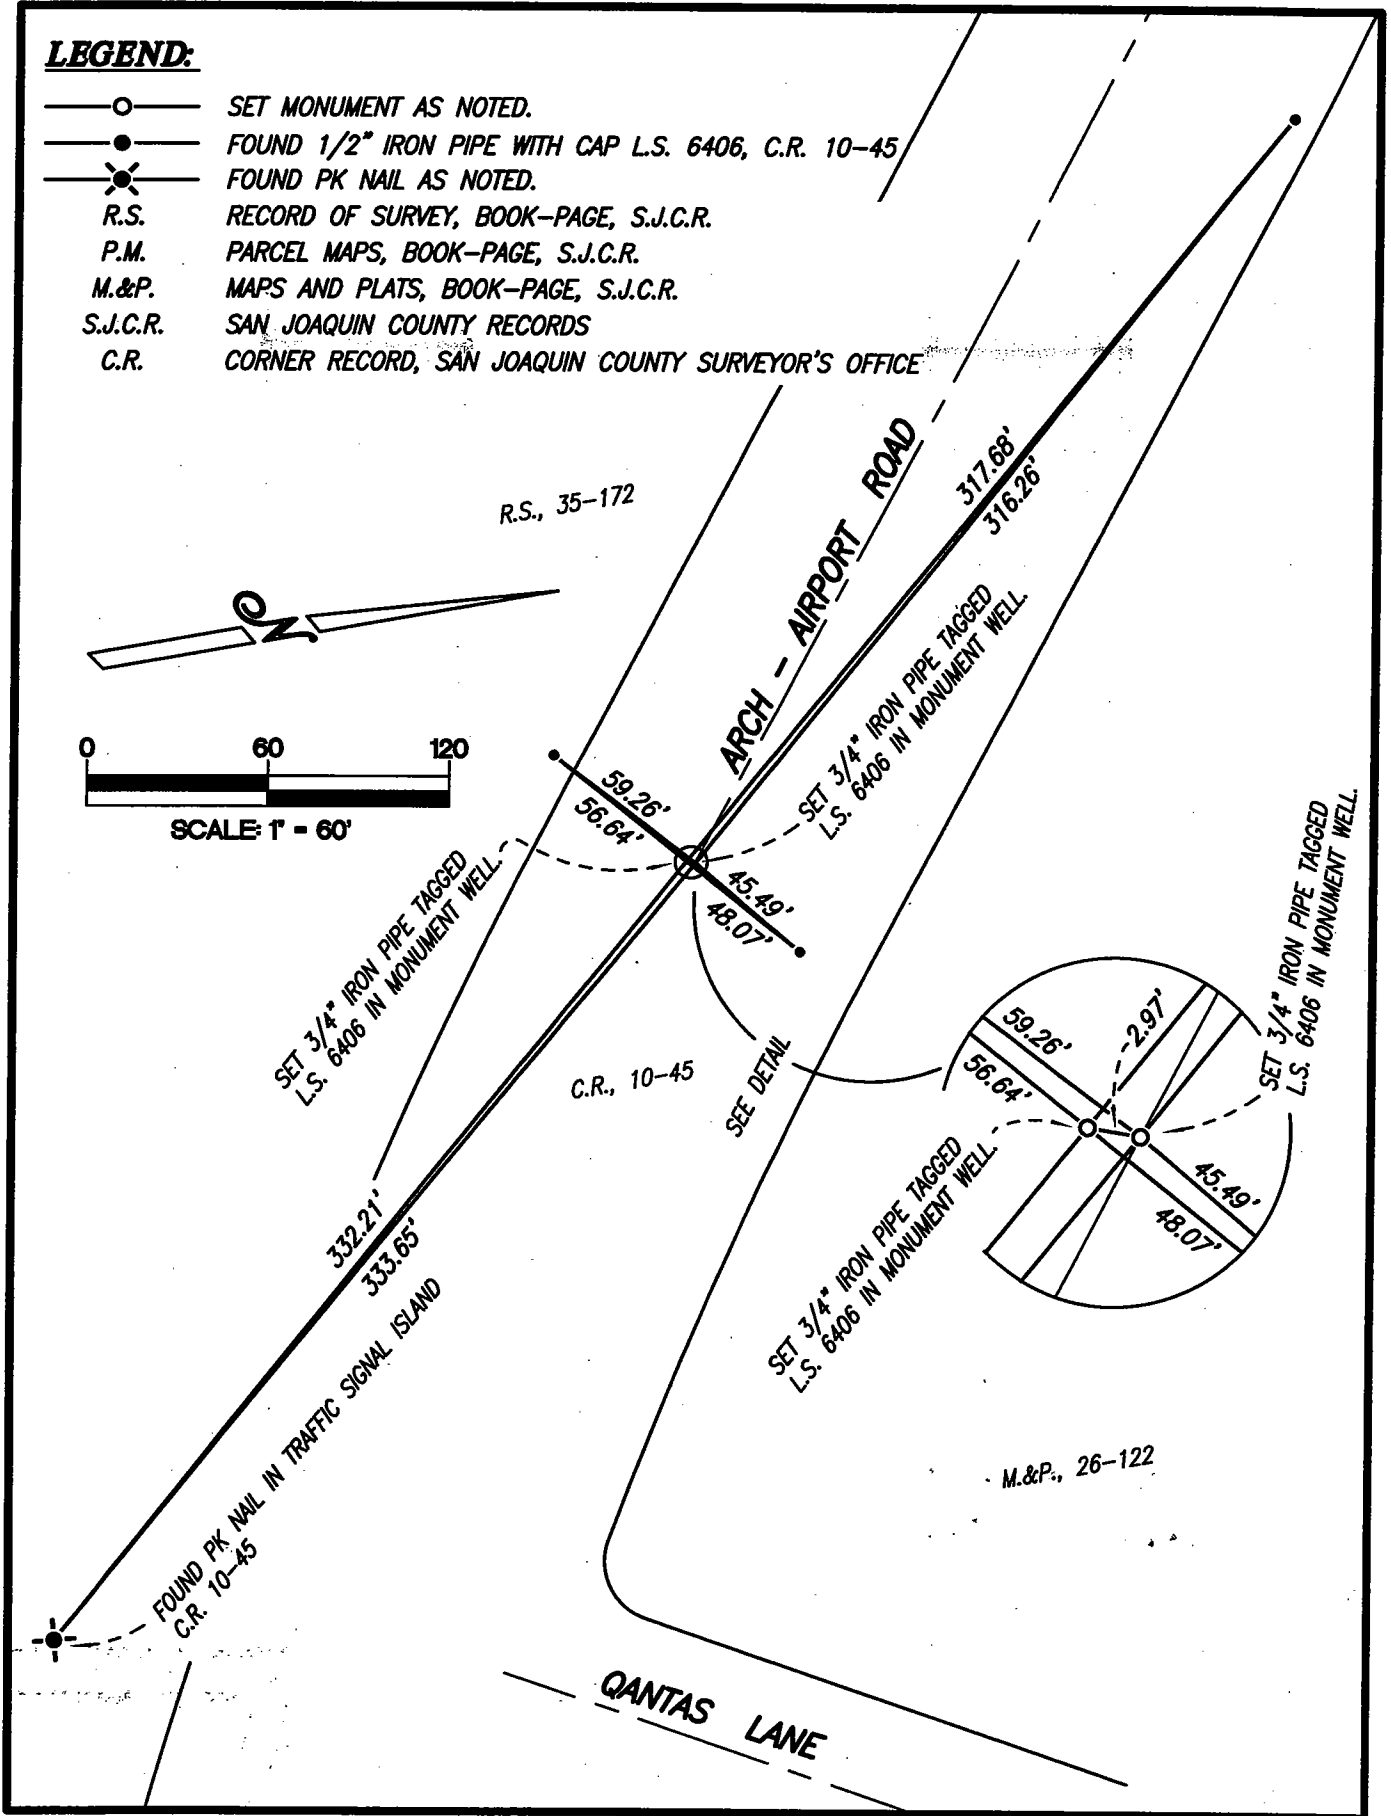 LEGEND:
SET MONUMENT AS NOTED.
FOUND 1/2" IRON PIPE WITH CAP L.S. 6406, C.R. 10-45
FOUND PK NAIL AS NOTED.
R.S. RECORD OF SURVEY, BOOK-PAGE, S.J.C.R.
P.M. PARCEL MAPS, BOOK-PAGE, S.J.C.R.
M.&P. MAPS AND PLATS, BOOK-PAGE, S.J.C.R.
S.J.C.R. SAN JOAQUIN COUNTY RECORDS
C.R. CORNER RECORD, SAN JOAQUIN COUNTY SURVEYOR'S OFFICE
R.S., 35-172
N
0 60 120
SCALE: 1" = 60'
ARCH - AIRPORT ROAD
317.68'
316.26'
SET 3/4" IRON PIPE TAGGED
L.S. 6406 IN MONUMENT WELL.
59.26'
56.64'
45.49'
48.07'
SET 3/4" IRON PIPE TAGGED
L.S. 6406 IN MONUMENT WELL.
C.R., 10-45
SEE DETAIL
59.26'
56.64'
2.97'
45.49'
48.07'
SET 3/4" IRON PIPE TAGGED
L.S. 6406 IN MONUMENT WELL.
SET 3/4" IRON PIPE TAGGED
L.S. 6406 IN MONUMENT WELL.
332.21'
333.65'
FOUND PK NAIL IN TRAFFIC SIGNAL ISLAND
C.R. 10-45
M.&P., 26-122
QANTAS LANE